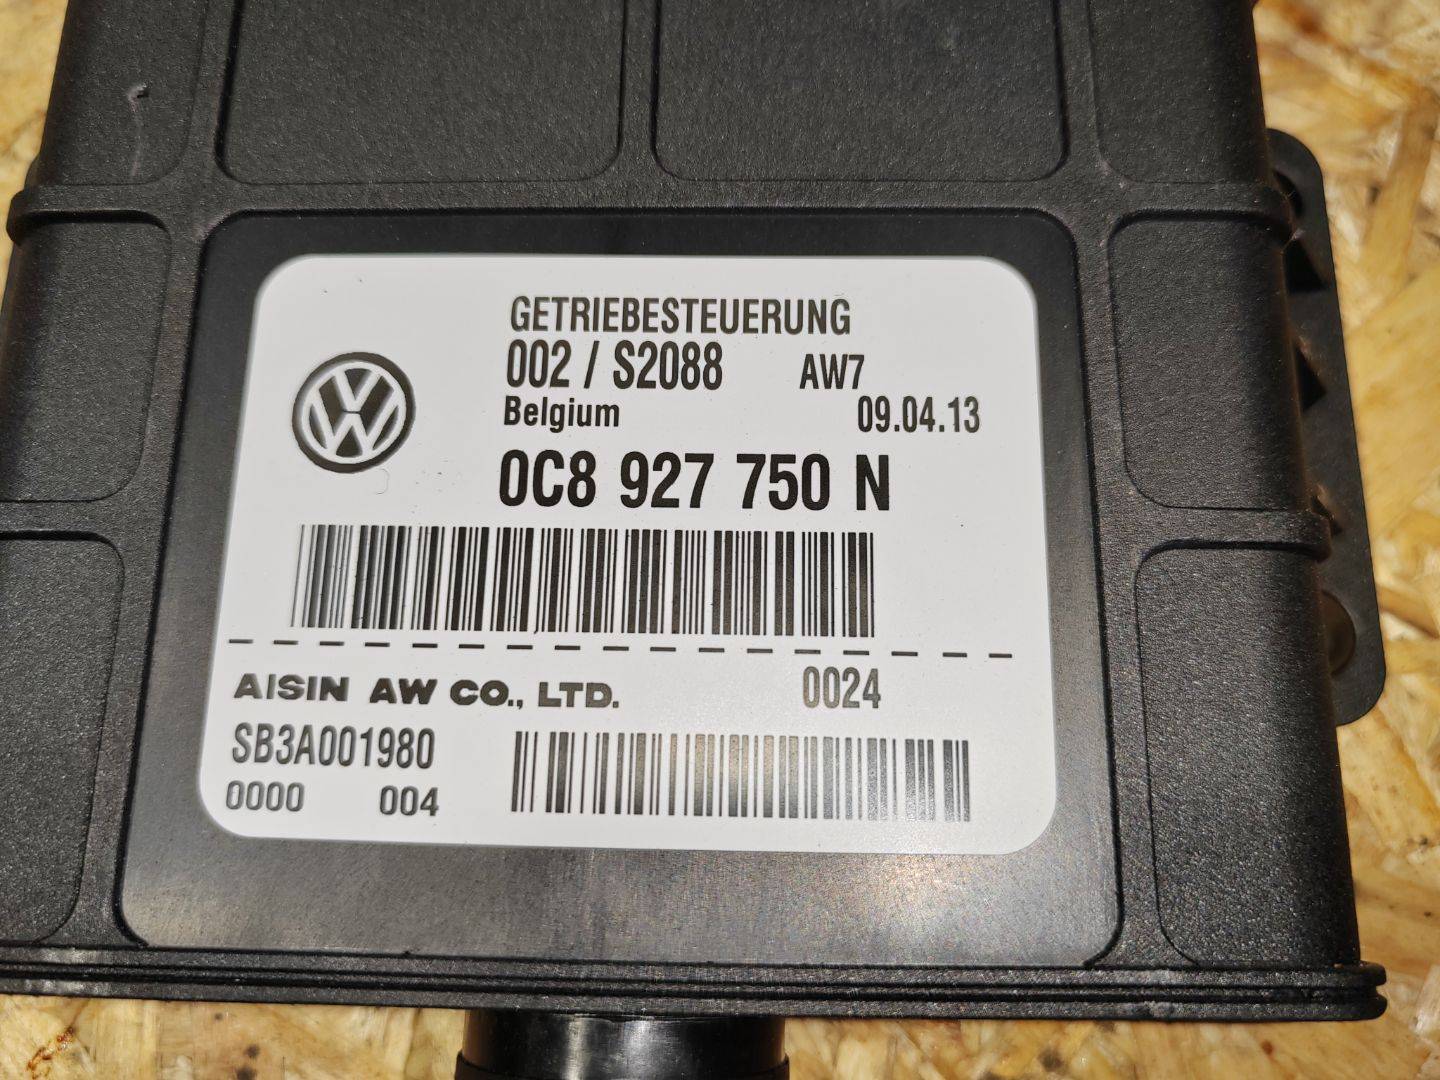 GETRIEBESTEUERUNG
002 / S2088 AW7
Belgium 09.04.13
0C8 927 750 N
AISIN AW CO., LTD. 0024
SB3A001980
0000 004